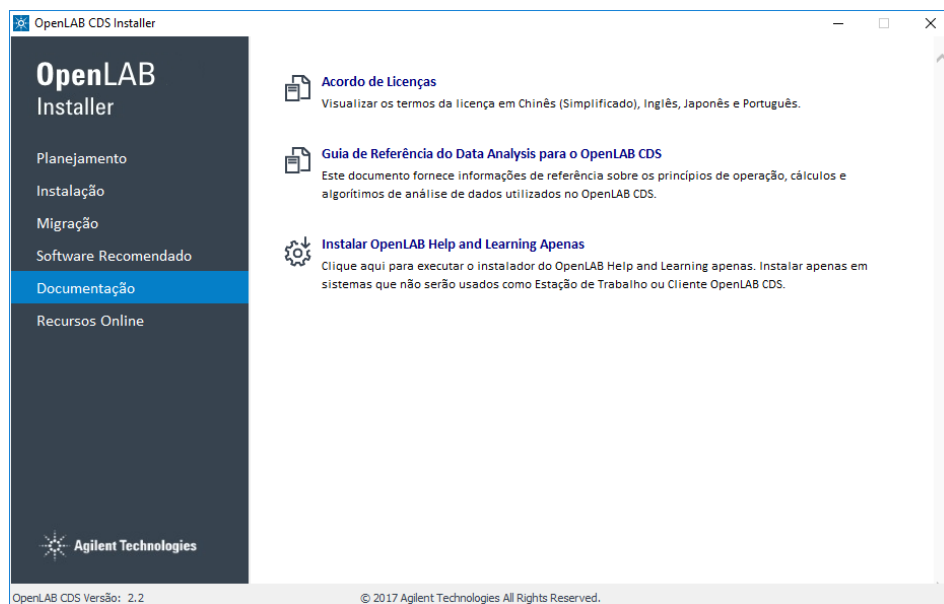 OpenLAB CDS Installer
OpenLAB
Installer
Planejamento
Instalação
Migração
Software Recomendado
Documentação
Recursos Online
Agilent Technologies
Acordo de Licenças
Visualizar os termos da licença em Chinês (Simplificado), Inglês, Japonês e Português.
Guia de Referência do Data Analysis para o OpenLAB CDS
Este documento fornece informações de referência sobre os princípios de operação, cálculos e
algorítimos de análise de dados utilizados no OpenLAB CDS.
Instalar OpenLAB Help and Learning Apenas
Clique aqui para executar o instalador do OpenLAB Help and Learning apenas. Instalar apenas em
sistemas que não serão usados como Estação de Trabalho ou Cliente OpenLAB CDS.
OpenLAB CDS Versão: 2.2
© 2017 Agilent Technologies All Rights Reserved.